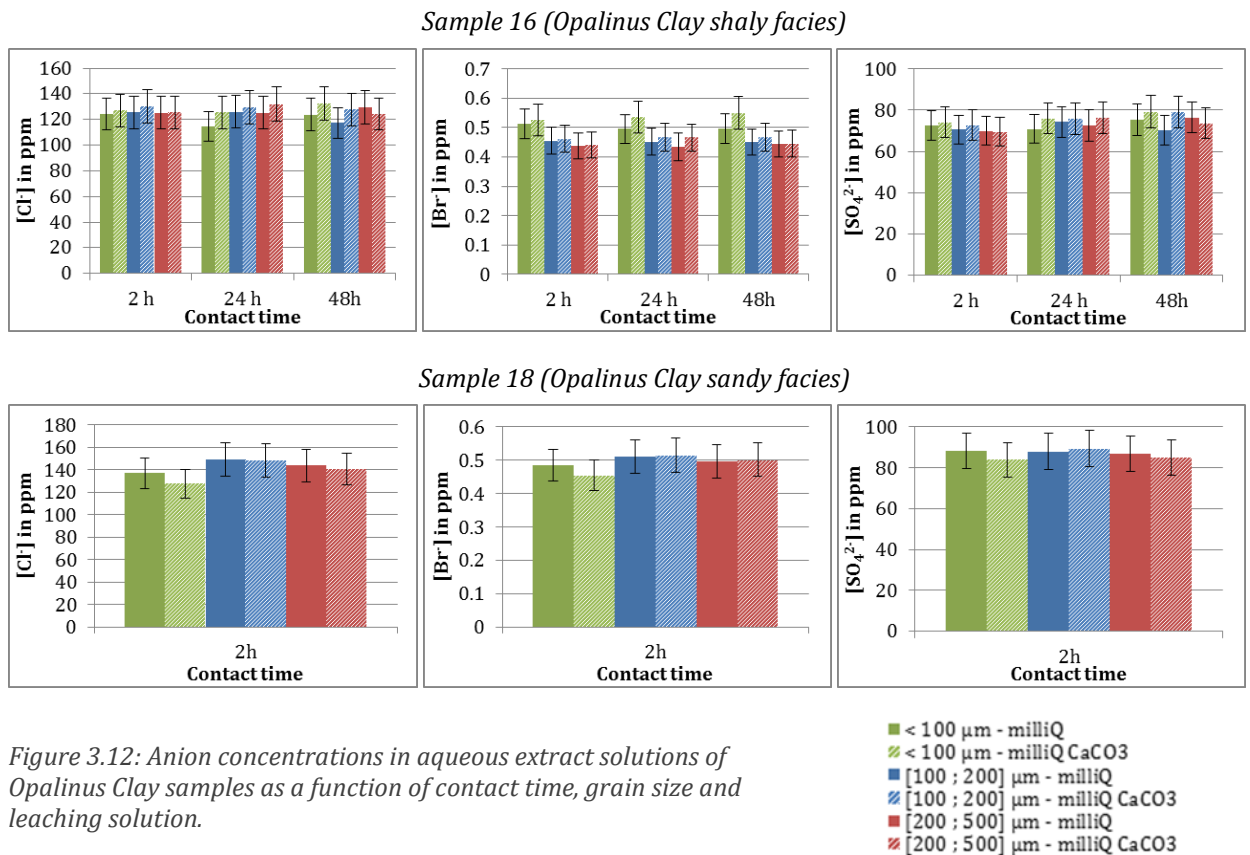 Sample 16 (Opalinus Clay shaly facies)
160
140
120
100
80
60
40
20
0
[Cl-] in ppm
2 h 24 h 48h
Contact time
0.7
0.6
0.5
0.4
0.3
0.2
0.1
0
[Br-] in ppm
2 h 24 h 48h
Contact time
100
80
60
40
20
0
[SO₄²⁻] in ppm
2 h 24 h 48h
Contact time
Sample 18 (Opalinus Clay sandy facies)
180
160
140
120
100
80
60
40
20
0
[Cl-] in ppm
2h
Contact time
0.6
0.5
0.4
0.3
0.2
0.1
0
[Br-] in ppm
2h
Contact time
100
80
60
40
20
0
[SO₄²⁻] in ppm
2h
Contact time
Figure 3.12: Anion concentrations in aqueous extract solutions of
Opalinus Clay samples as a function of contact time, grain size and
leaching solution.
< 100 µm - milliQ
< 100 µm - milliQ CaCO3
[100 ; 200] µm - milliQ
[100 ; 200] µm - milliQ CaCO3
[200 ; 500] µm - milliQ
[200 ; 500] µm - milliQ CaCO3